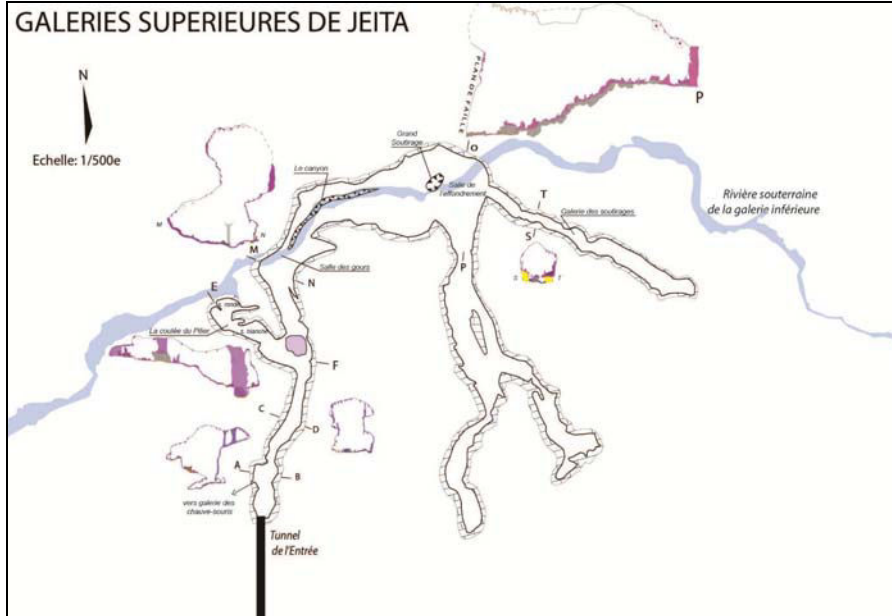 GALERIES SUPERIEURES DE JEITA
N
Echelle: 1/500e
PLAN DE FAILLE
P
Grand
Soutirage
O
Le canyon
Salle de
l'effondrement
T
Galerie des soutirages
Rivière souterraine
de la galerie inférieure
M
N
M
S
Salle des gours
P
N
E
S
T
La coulée du Pilier
F
C
D
A
B
vers galerie des
chauve-souris
Tunnel
de l'Entrée